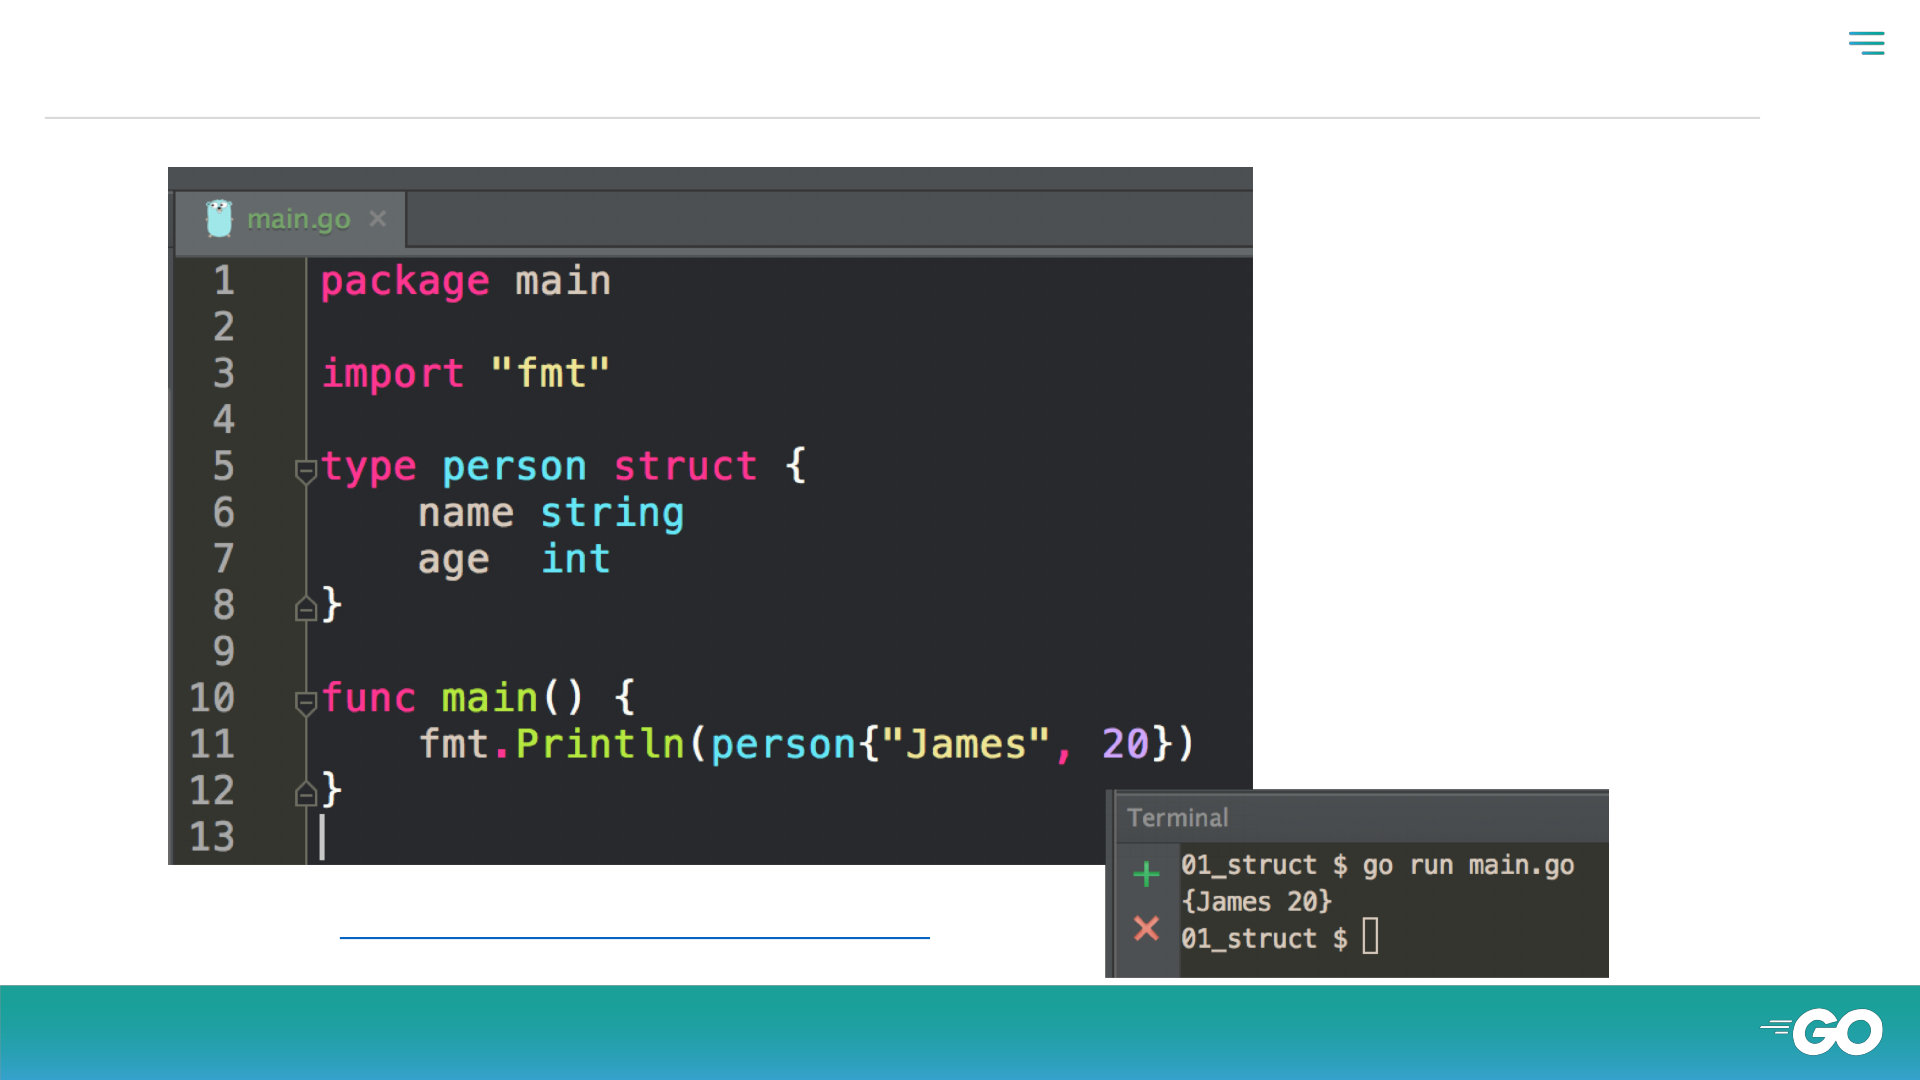 main.go
1 package main
2
3 import "fmt"
4
5 type person struct {
6     name string
7     age  int
8 }
9
10 func main() {
11     fmt.Println(person{"James", 20})
12 }
13
Terminal
01_struct $ go run main.go
{James 20}
01_struct $
GO